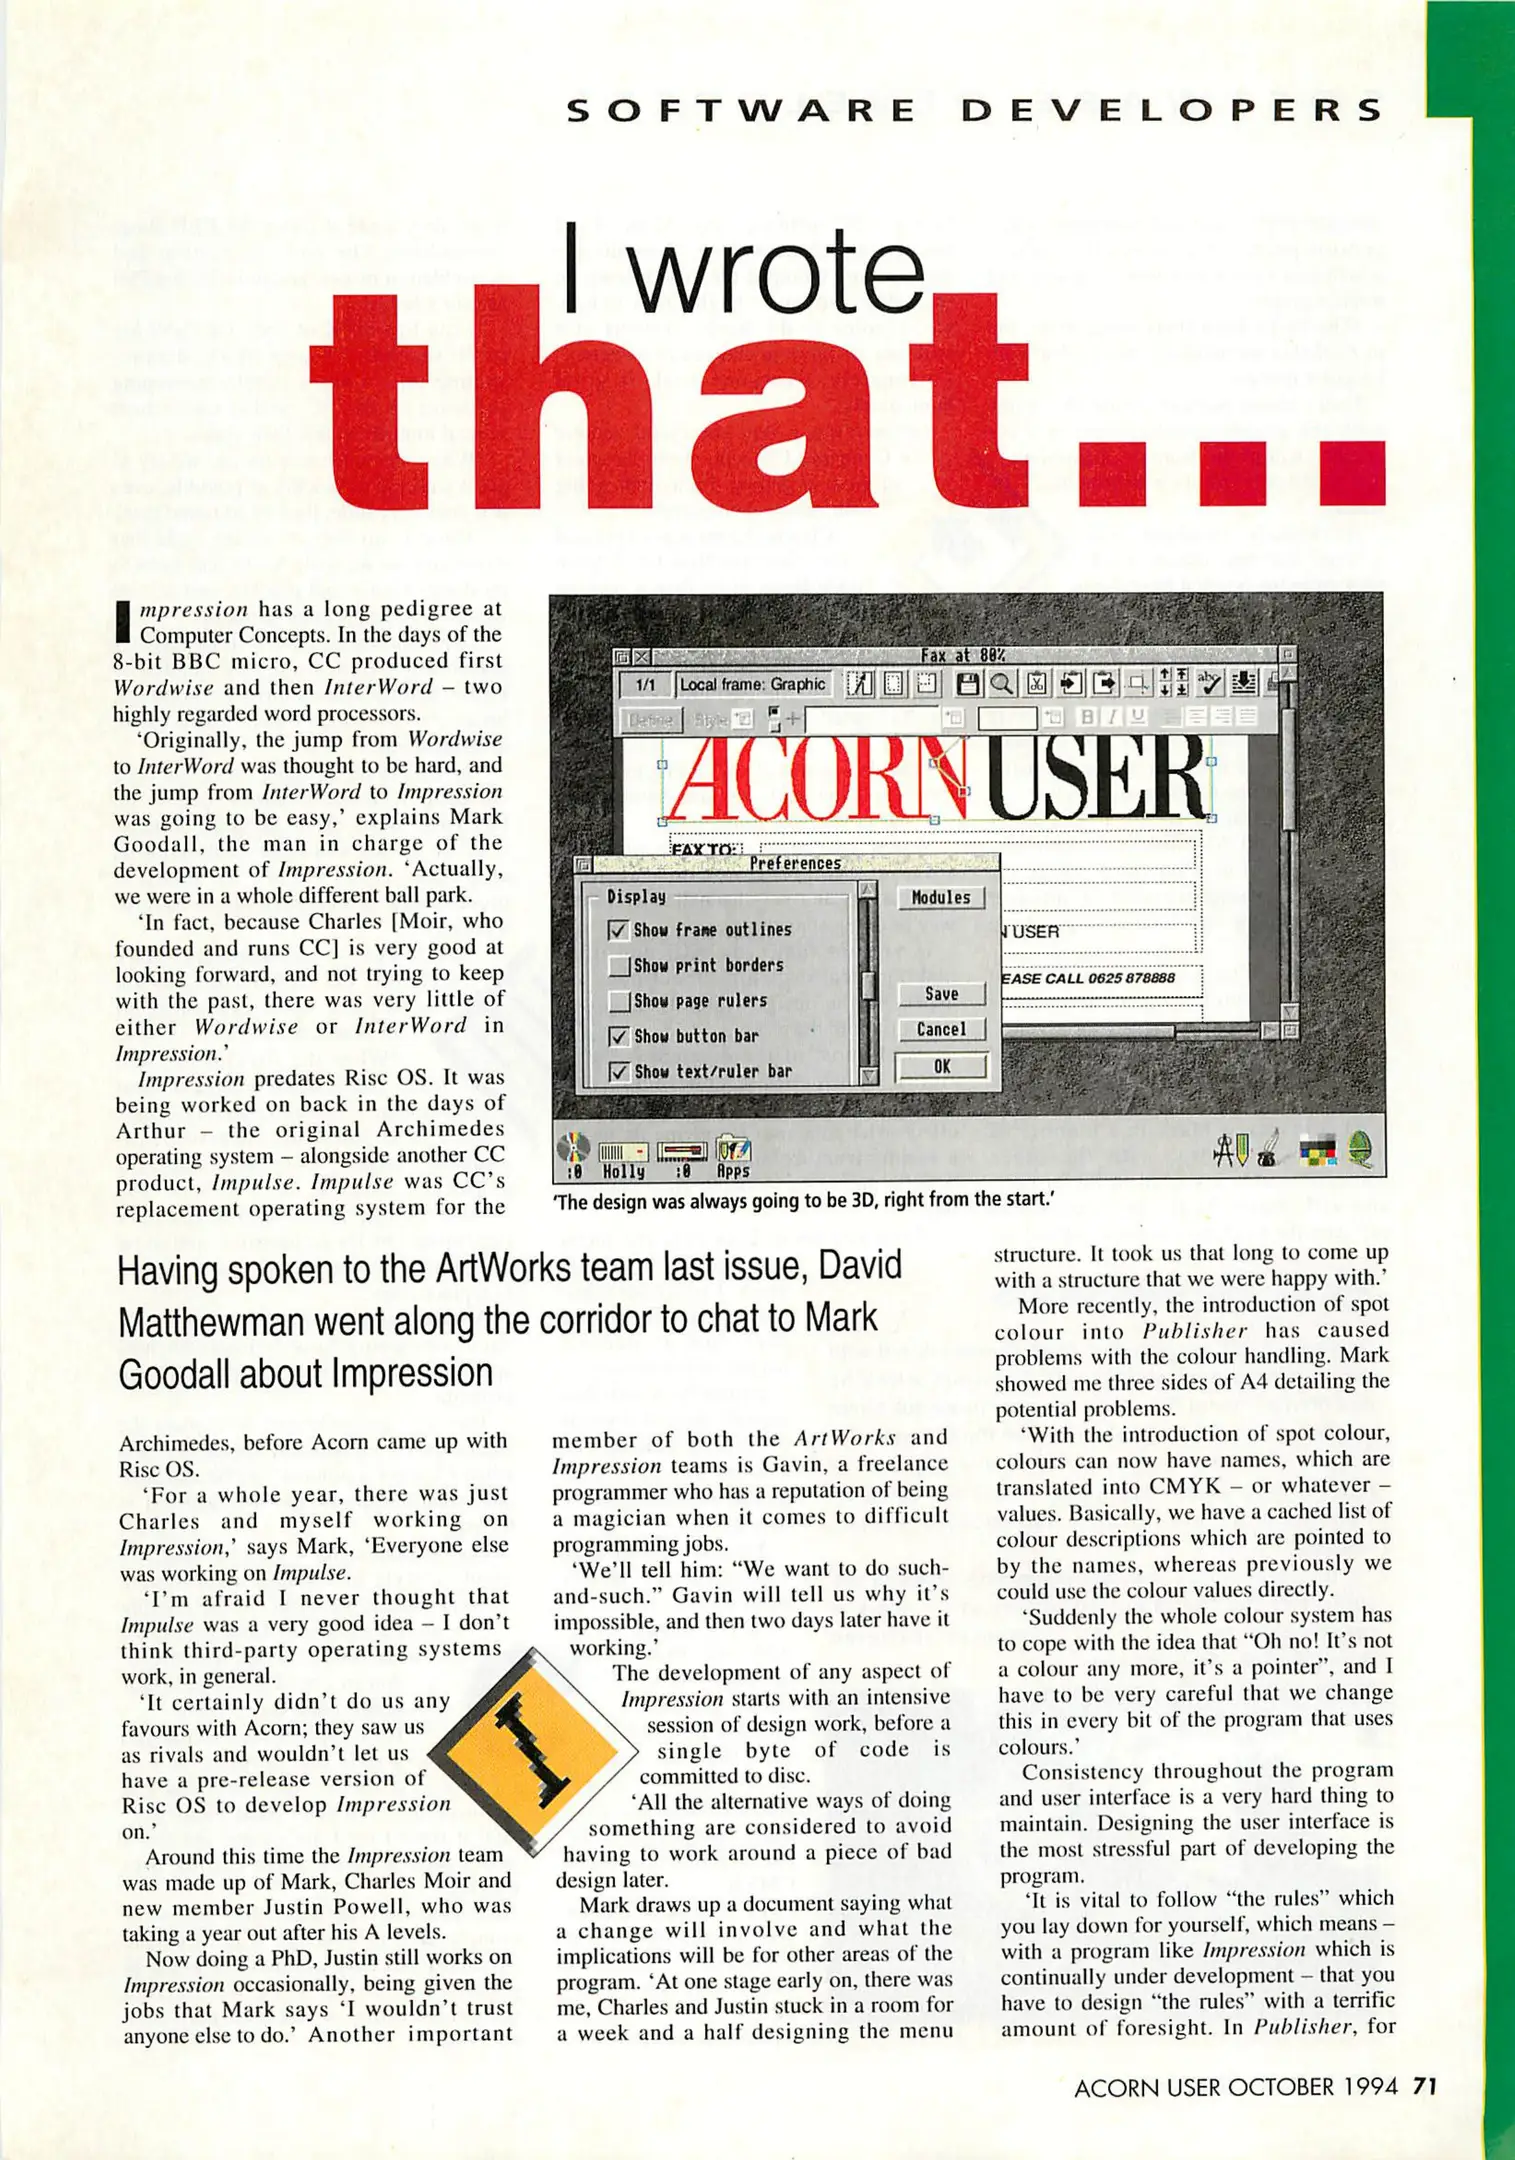 SOFTWARE DEVELOPERS
I wrote
that...
Impression has a long pedigree at
Computer Concepts. In the days of the
8-bit BBC micro, CC produced first
Wordwise and then InterWord – two
highly regarded word processors.
‘Originally, the jump from Wordwise
to InterWord was thought to be hard, and
the jump from InterWord to Impression
was going to be easy,’ explains Mark
Goodall, the man in charge of the
development of Impression. ‘Actually,
we were in a whole different ball park.
‘In fact, because Charles [Moir, who
founded and runs CC] is very good at
looking forward, and not trying to keep
with the past, there was very little of
either Wordwise or InterWord in
Impression.’
Impression predates Risc OS. It was
being worked on back in the days of
Arthur – the original Archimedes
operating system – alongside another CC
product, Impulse. Impulse was CC’s
replacement operating system for the
Fax at 80%
1/1 Local frame: Graphic
Define Style
B I U
ACORN USER
FAX TO:
Preferences
Display
Modules
Show frame outlines
N USER
Show print borders
EASE CALL 0625 878888
Show page rulers
Save
Show button bar
Cancel
Show text/ruler bar
OK
:0 Holly :0 Apps
‘The design was always going to be 3D, right from the start.’
Having spoken to the ArtWorks team last issue, David
Matthewman went along the corridor to chat to Mark
Goodall about Impression
Archimedes, before Acorn came up with
Risc OS.
‘For a whole year, there was just
Charles and myself working on
Impression,’ says Mark, ‘Everyone else
was working on Impulse.
‘I’m afraid I never thought that
Impulse was a very good idea – I don’t
think third-party operating systems
work, in general.
‘It certainly didn’t do us any
favours with Acorn; they saw us
as rivals and wouldn’t let us
have a pre-release version of
Risc OS to develop Impression
on.’
Around this time the Impression team
was made up of Mark, Charles Moir and
new member Justin Powell, who was
taking a year out after his A levels.
Now doing a PhD, Justin still works on
Impression occasionally, being given the
jobs that Mark says ‘I wouldn’t trust
anyone else to do.’ Another important
member of both the ArtWorks and
Impression teams is Gavin, a freelance
programmer who has a reputation of being
a magician when it comes to difficult
programming jobs.
‘We’ll tell him: “We want to do such-
and-such.” Gavin will tell us why it’s
impossible, and then two days later have it
working.’
The development of any aspect of
Impression starts with an intensive
session of design work, before a
single byte of code is
committed to disc.
‘All the alternative ways of doing
something are considered to avoid
having to work around a piece of bad
design later.
Mark draws up a document saying what
a change will involve and what the
implications will be for other areas of the
program. ‘At one stage early on, there was
me, Charles and Justin stuck in a room for
a week and a half designing the menu
I
structure. It took us that long to come up
with a structure that we were happy with.’
More recently, the introduction of spot
colour into Publisher has caused
problems with the colour handling. Mark
showed me three sides of A4 detailing the
potential problems.
‘With the introduction of spot colour,
colours can now have names, which are
translated into CMYK – or whatever –
values. Basically, we have a cached list of
colour descriptions which are pointed to
by the names, whereas previously we
could use the colour values directly.
‘Suddenly the whole colour system has
to cope with the idea that “Oh no! It’s not
a colour any more, it’s a pointer”, and I
have to be very careful that we change
this in every bit of the program that uses
colours.’
Consistency throughout the program
and user interface is a very hard thing to
maintain. Designing the user interface is
the most stressful part of developing the
program.
‘It is vital to follow “the rules” which
you lay down for yourself, which means –
with a program like Impression which is
continually under development – that you
have to design “the rules” with a terrific
amount of foresight. In Publisher, for
ACORN USER OCTOBER 1994 71